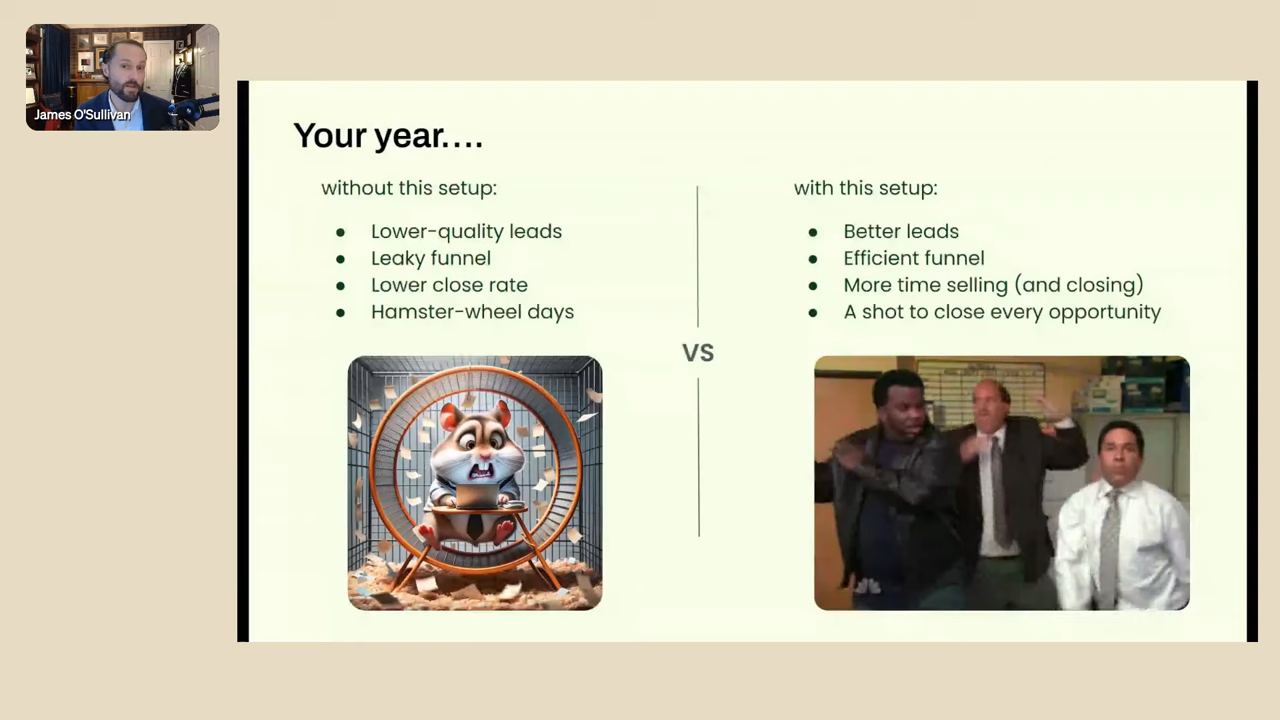 James O'Sullivan
Your year....
without this setup:
● Lower-quality leads
● Leaky funnel
● Lower close rate
● Hamster-wheel days
VS
with this setup:
● Better leads
● Efficient funnel
● More time selling (and closing)
● A shot to close every opportunity